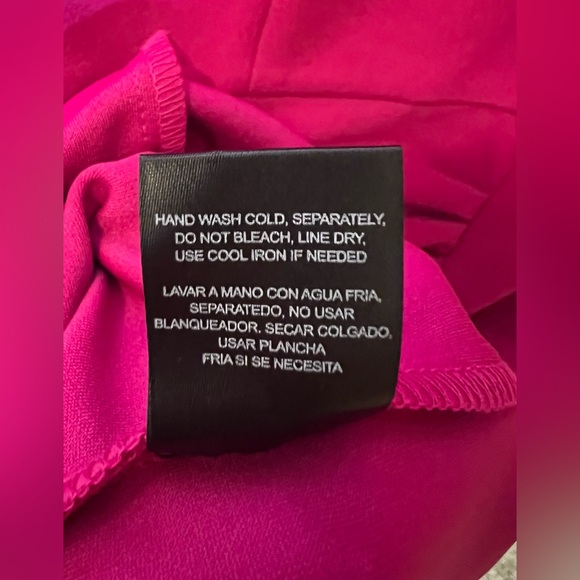 HAND WASH COLD, SEPARATELY,
DO NOT BLEACH, LINE DRY,
USE COOL IRON IF NEEDED
LAVAR A MANO CON AGUA FRIA,
SEPARATEDO, NO USAR
BLANQUEADOR. SECAR COLGADO,
USAR PLANCHA
FRIA SI SE NECESITA